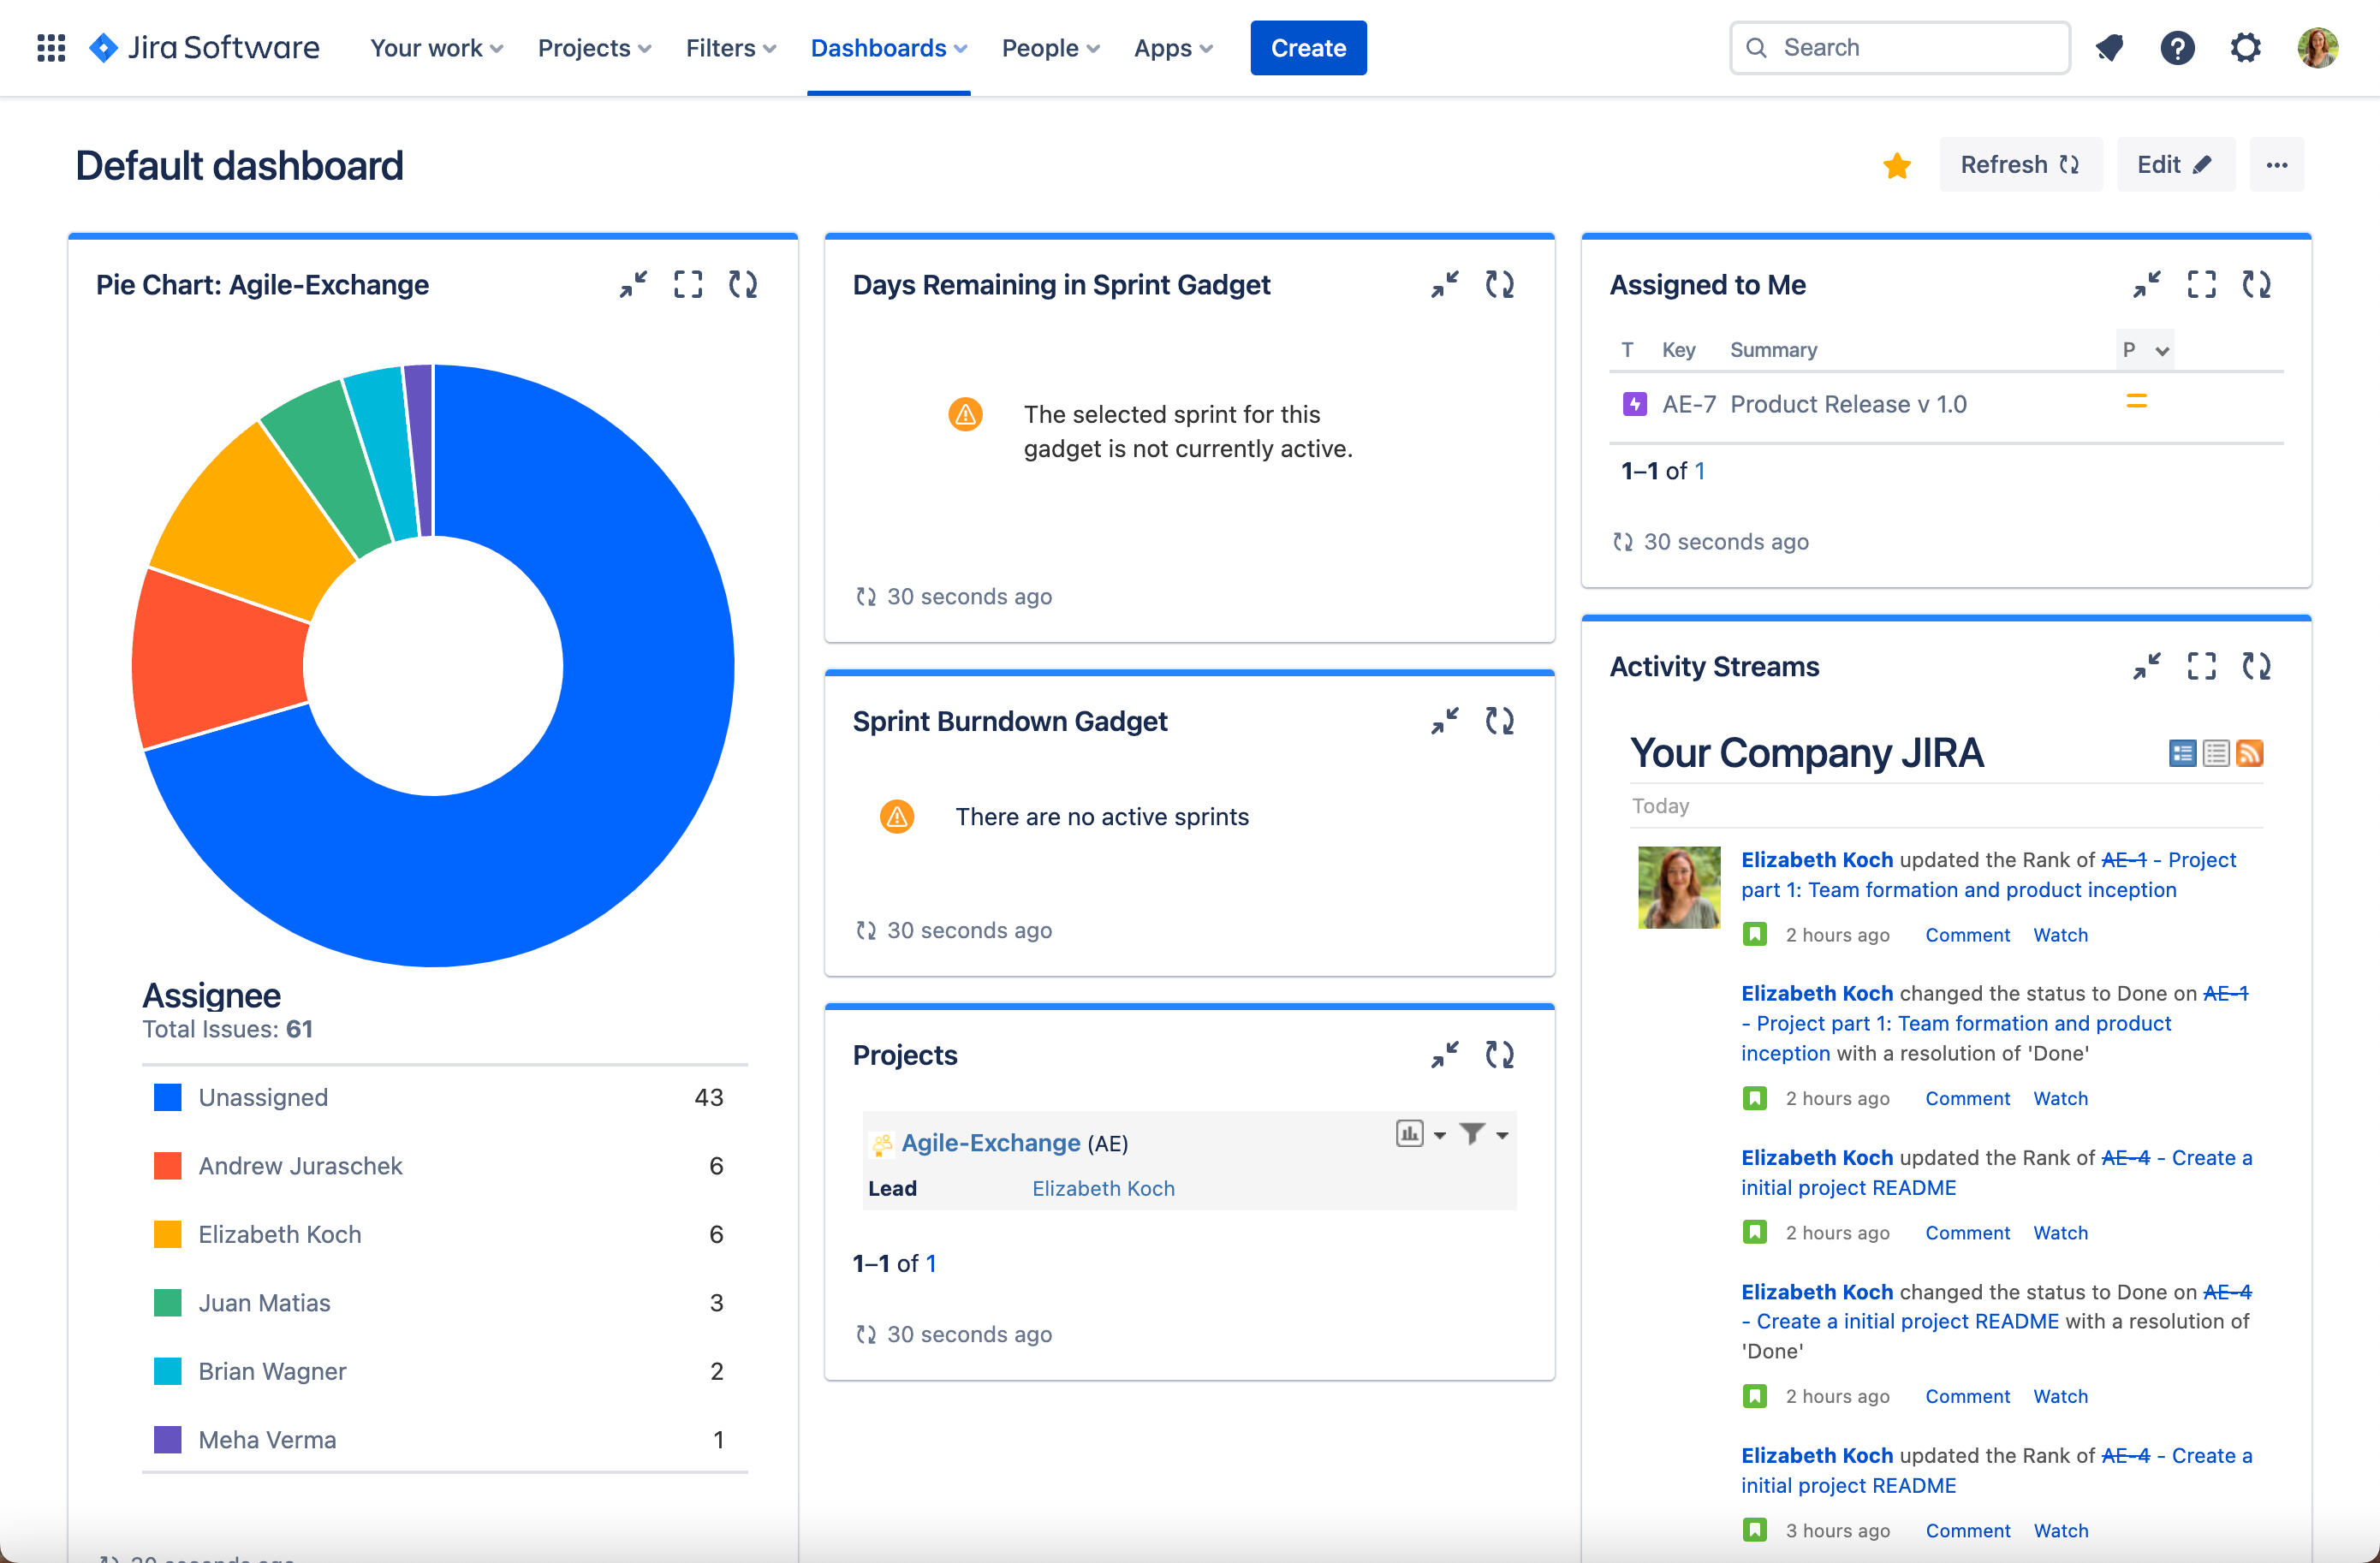 Jira Software
Your work
Projects
Filters
Dashboards
People
Apps
Create
Search
Default dashboard
Refresh
Edit
Pie Chart: Agile-Exchange
Assignee
Total Issues: 61
Unassigned 43
Andrew Juraschek 6
Elizabeth Koch 6
Juan Matias 3
Brian Wagner 2
Meha Verma 1
30 seconds ago
Days Remaining in Sprint Gadget
The selected sprint for this
gadget is not currently active.
30 seconds ago
Sprint Burndown Gadget
There are no active sprints
30 seconds ago
Projects
Agile-Exchange (AE)
Lead Elizabeth Koch
1–1 of 1
30 seconds ago
Assigned to Me
T Key Summary P
AE-7 Product Release v 1.0
1–1 of 1
30 seconds ago
Activity Streams
Your Company JIRA
Today
Elizabeth Koch updated the Rank of AE-1 - Project
part 1: Team formation and product inception
2 hours ago Comment Watch
Elizabeth Koch changed the status to Done on AE-1
- Project part 1: Team formation and product
inception with a resolution of 'Done'
2 hours ago Comment Watch
Elizabeth Koch updated the Rank of AE-4 - Create a
initial project README
2 hours ago Comment Watch
Elizabeth Koch changed the status to Done on AE-4
- Create a initial project README with a resolution of
'Done'
2 hours ago Comment Watch
Elizabeth Koch updated the Rank of AE-4 - Create a
initial project README
3 hours ago Comment Watch